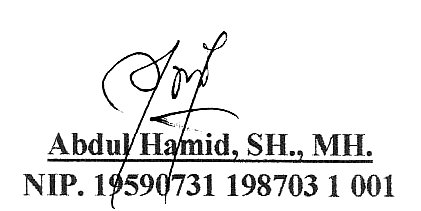 Abdul Hamid, SH., MH.
NIP. 19590731 198703 1 001